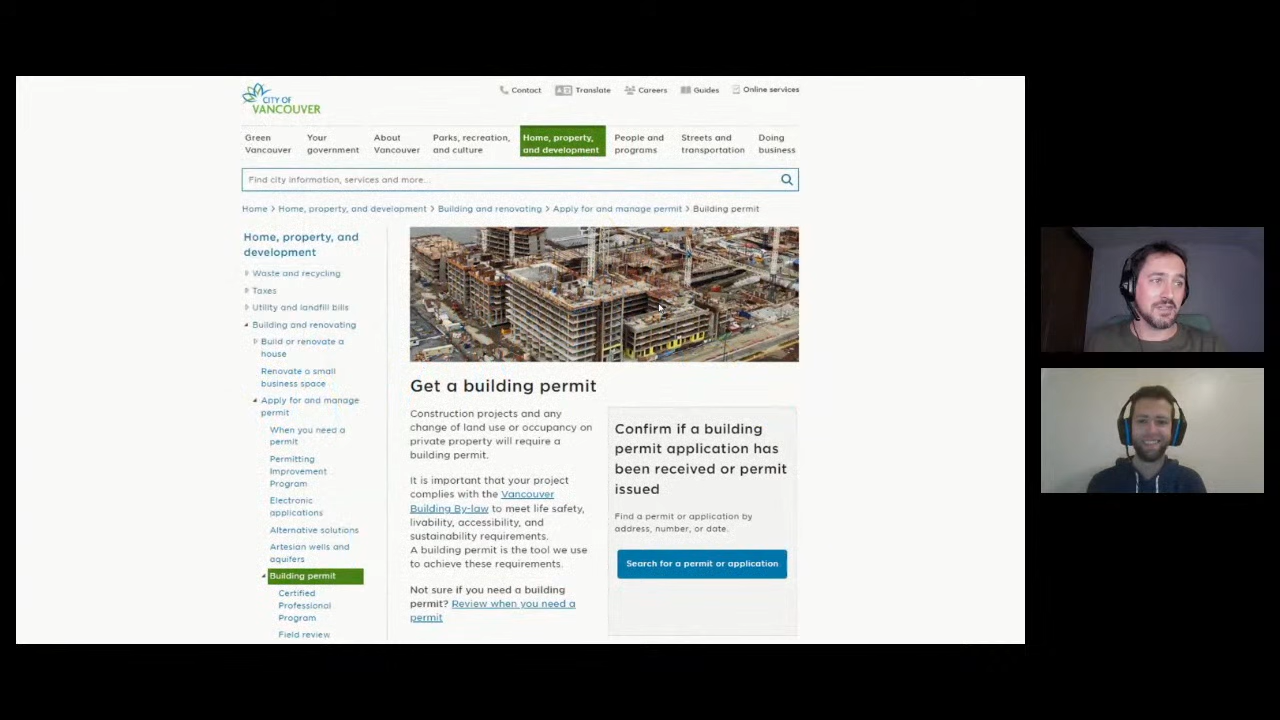 CITY OF
VANCOUVER
Contact
Translate
Careers
Guides
Online services
Green
Vancouver
Your
government
About
Vancouver
Parks, recreation,
and culture
Home, property,
and development
People and
programs
Streets and
transportation
Doing
business
Find city information, services and more...
Home > Home, property, and development > Building and renovating > Apply for and manage permit > Building permit
Home, property, and
development
Waste and recycling
Taxes
Utility and landfill bills
Building and renovating
Build or renovate a
house
Renovate a small
business space
Apply for and manage
permit
When you need a
permit
Permitting
Improvement
Program
Electronic
applications
Alternative solutions
Artesian wells and
aquifers
Building permit
Certified
Professional
Program
Field review
Get a building permit
Construction projects and any
change of land use or occupancy on
private property will require a
building permit.
It is important that your project
complies with the Vancouver
Building By-law to meet life safety,
livability, accessibility, and
sustainability requirements.
A building permit is the tool we use
to achieve these requirements.
Not sure if you need a building
permit? Review when you need a
permit
Confirm if a building
permit application has
been received or permit
issued
Find a permit or application by
address, number, or date.
Search for a permit or application